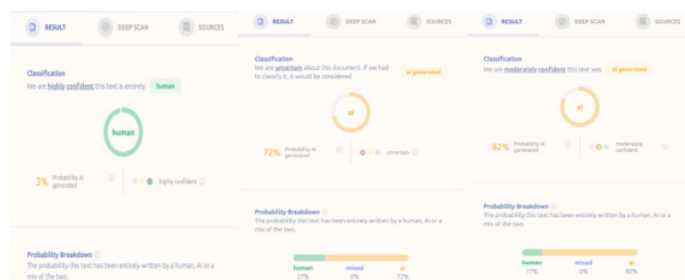 RESULT
DEEP SCAN
SOURCES
Classification
We are highly confident this text is entirely human
human
3% Probability AI
generated
highly confident
Probability Breakdown
The probability this text has been entirely written by a human, AI or a
mix of the two.
RESULT
DEEP SCAN
SOURCES
Classification
We are uncertain about this document. If we had
to classify it, it would be considered
ai generated
ai
72% Probability AI
generated
uncertain
Probability Breakdown
The probability this text has been entirely written by a human, AI or a
mix of the two.
human mixed ai
27% 0% 72%
RESULT
DEEP SCAN
SOURCES
Classification
We are moderately confident this text was ai generated
ai
82% Probability AI
generated
moderately
confident
Probability Breakdown
The probability this text has been entirely written by a human, AI or a
mix of the two.
human mixed ai
17% 0% 82%